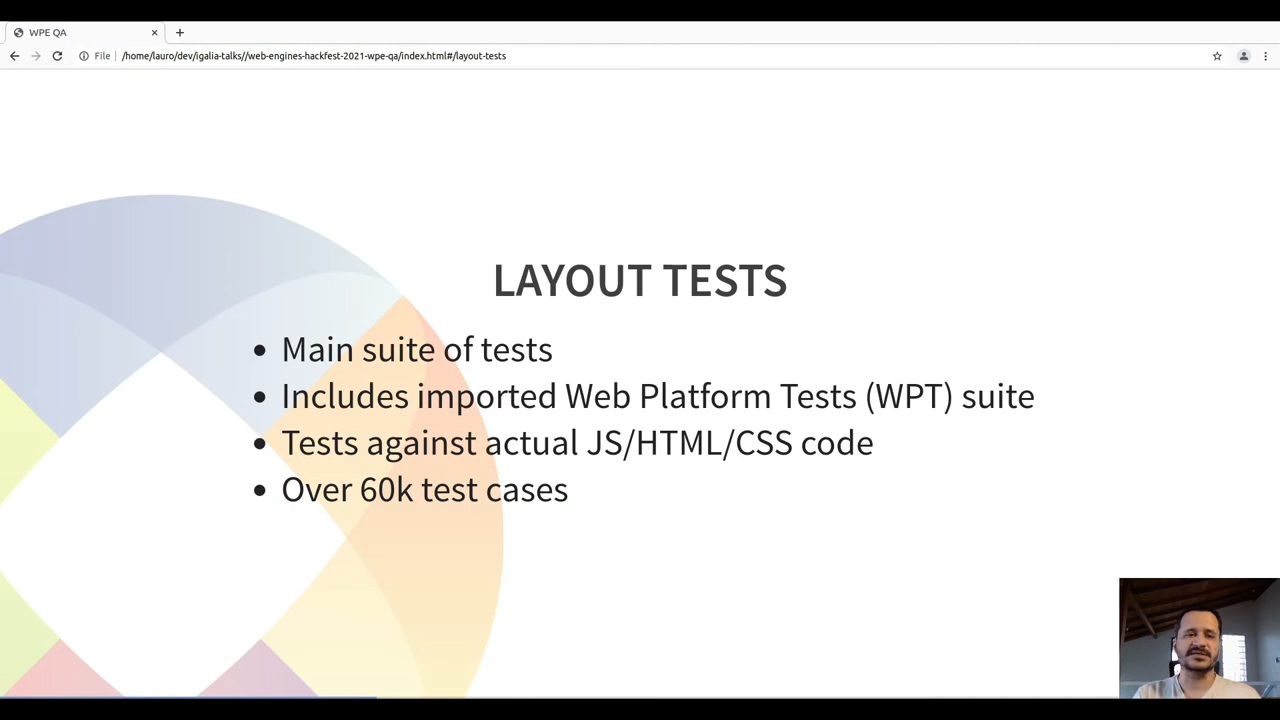 WPE QA
File
/home/lauro/dev/igalia-talks//web-engines-hackfest-2021-wpe-qa/index.html#/layout-tests
LAYOUT TESTS
Main suite of tests
Includes imported Web Platform Tests (WPT) suite
Tests against actual JS/HTML/CSS code
Over 60k test cases